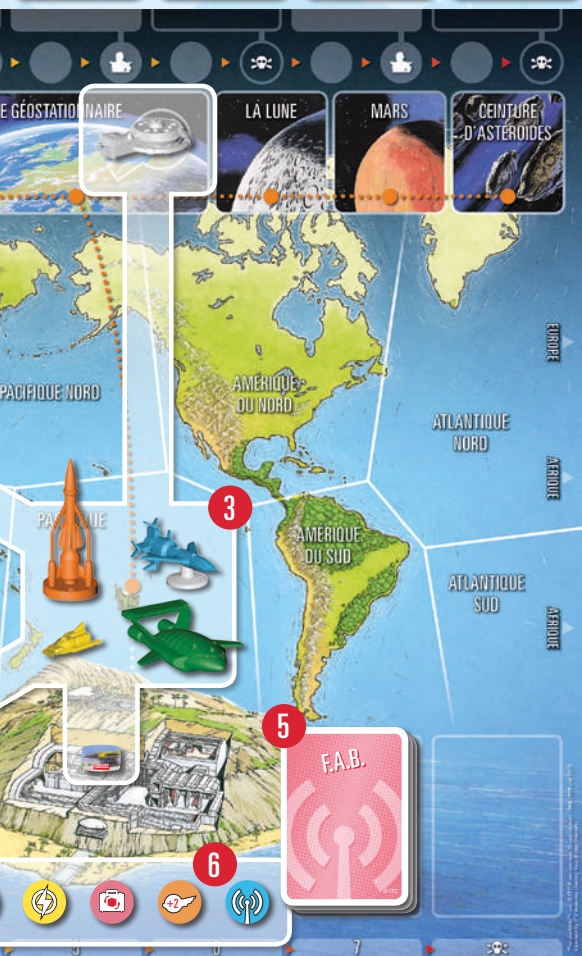 E GÉOSTATIONNAIRE
LA LUNE
MARS
CEINTURE
D'ASTÉROÏDES
EUROPE
PACIFIQUE NORD
AMÉRIQUE
DU NORD
ATLANTIQUE
NORD
AFRIQUE
3
AMÉRIQUE
DU SUD
ATLANTIQUE
SUD
AFRIQUE
5
F.A.B.
©ITC
6
+2
7